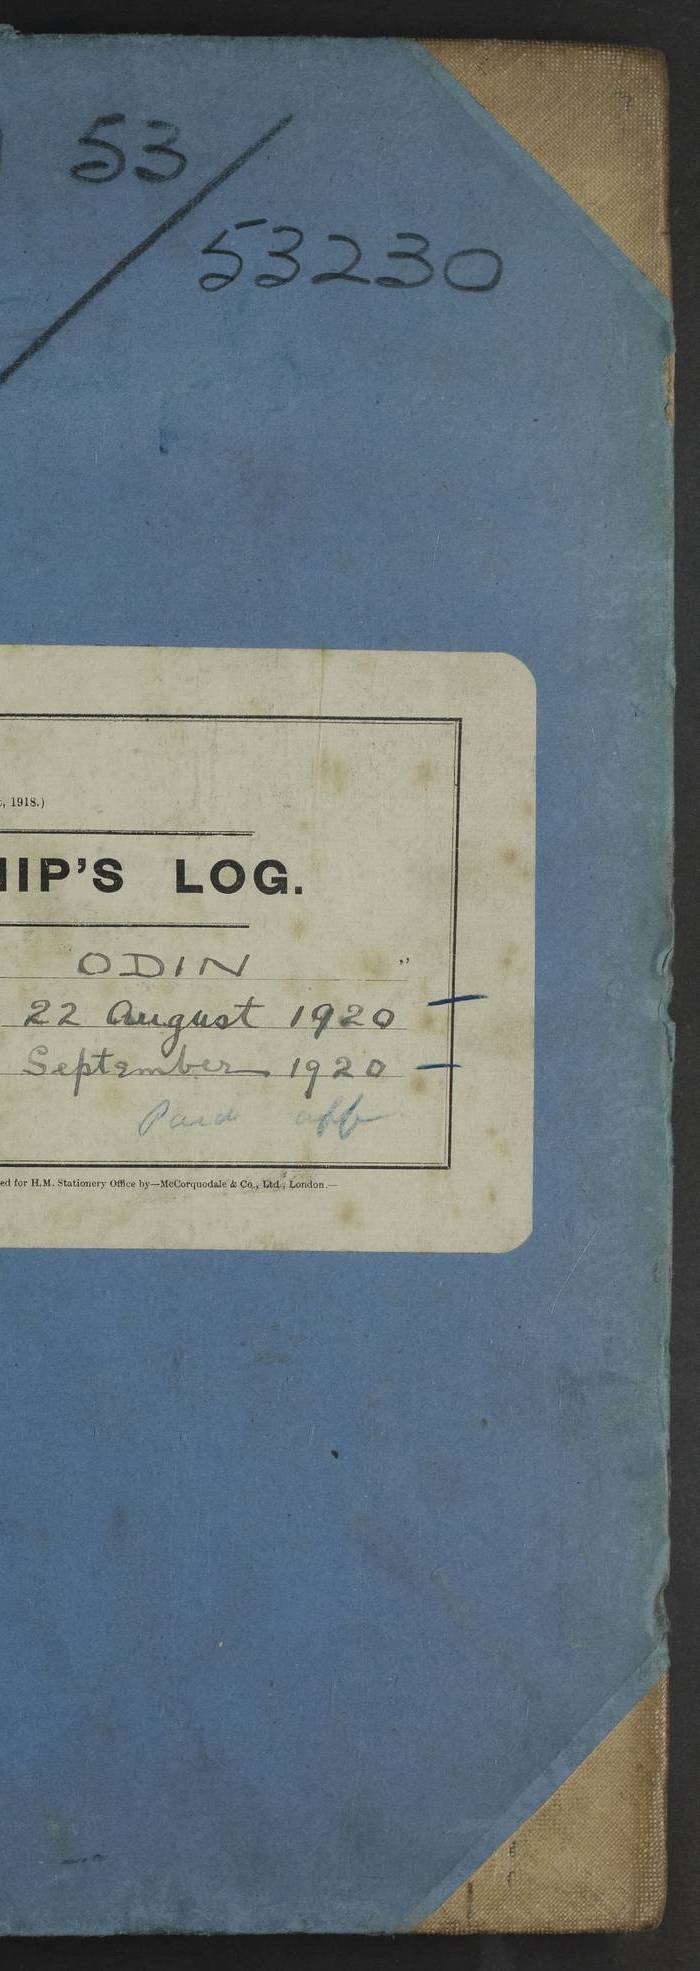 53
53230
, 1918.)
HIP'S LOG.
ODIN "
22 August 1920 —
September 1920 —
Paid off
ed for H.M. Stationery Office by—McCorquodale & Co., Ltd., London.—